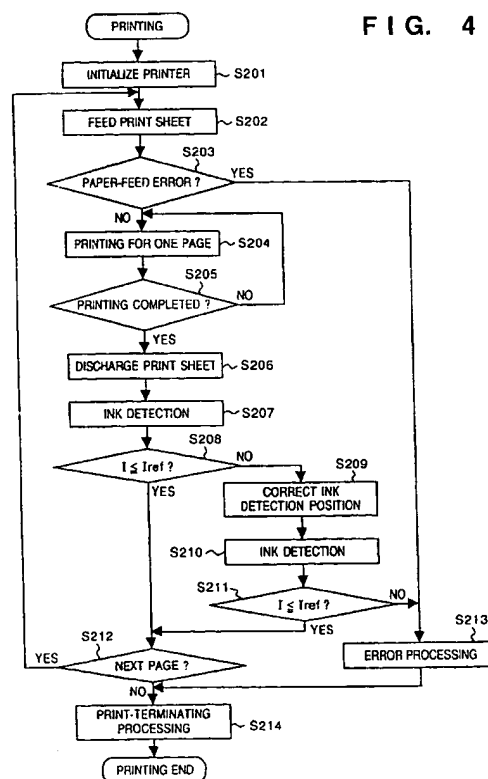 FIG. 4
PRINTING
INITIALIZE PRINTER
S201
FEED PRINT SHEET
S202
S203
PAPER-FEED ERROR ?
YES
NO
PRINTING FOR ONE PAGE
S204
S205
PRINTING COMPLETED ?
NO
YES
DISCHARGE PRINT SHEET
S206
INK DETECTION
S207
S208
I ≦ Iref ?
NO
YES
S209
CORRECT INK
DETECTION POSITION
S210
INK DETECTION
S211
I ≦ Iref ?
NO
YES
S212
NEXT PAGE ?
YES
NO
S213
ERROR PROCESSING
PRINT-TERMINATING
PROCESSING
S214
PRINTING END